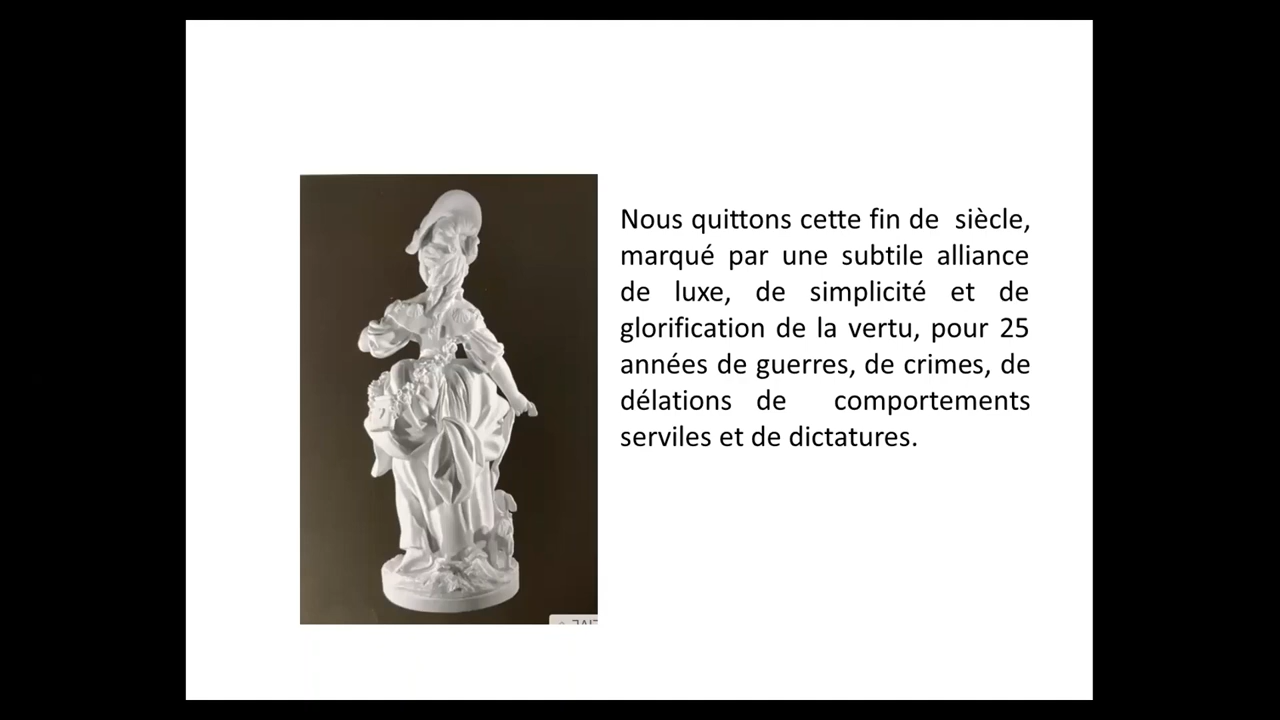 Nous quittons cette fin de  siècle,
marqué par une subtile alliance
de luxe, de simplicité et de
glorification de la vertu, pour 25
années de guerres, de crimes, de
délations de  comportements
serviles et de dictatures.